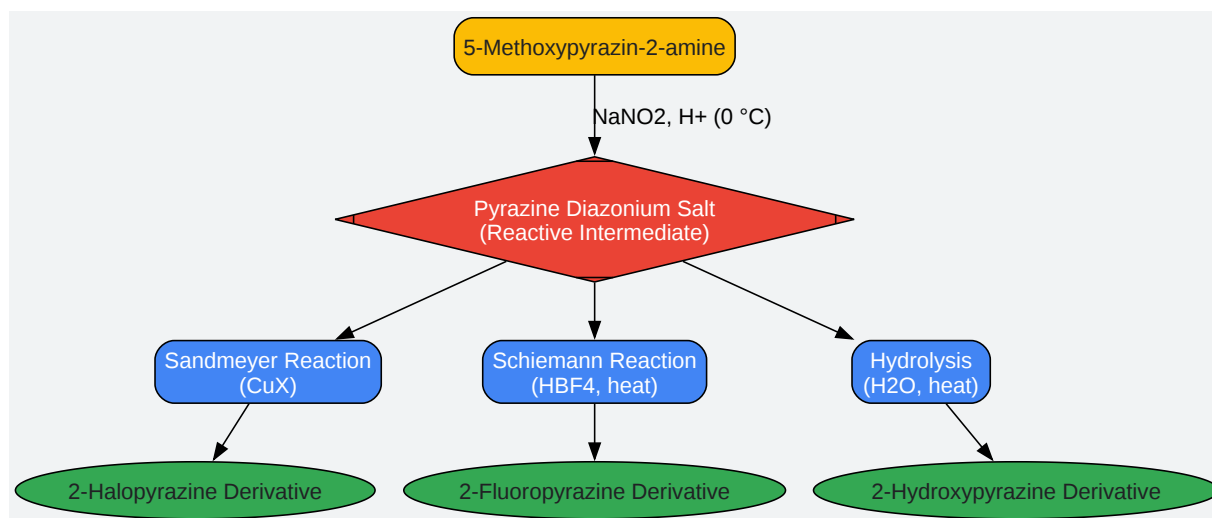 5-Methoxypyrazin-2-amine
NaNO2, H+ (0 °C)
Pyrazine Diazonium Salt
(Reactive Intermediate)
Sandmeyer Reaction
(CuX)
Schiemann Reaction
(HBF4, heat)
Hydrolysis
(H2O, heat)
2-Halopyrazine Derivative
2-Fluoropyrazine Derivative
2-Hydroxypyrazine Derivative